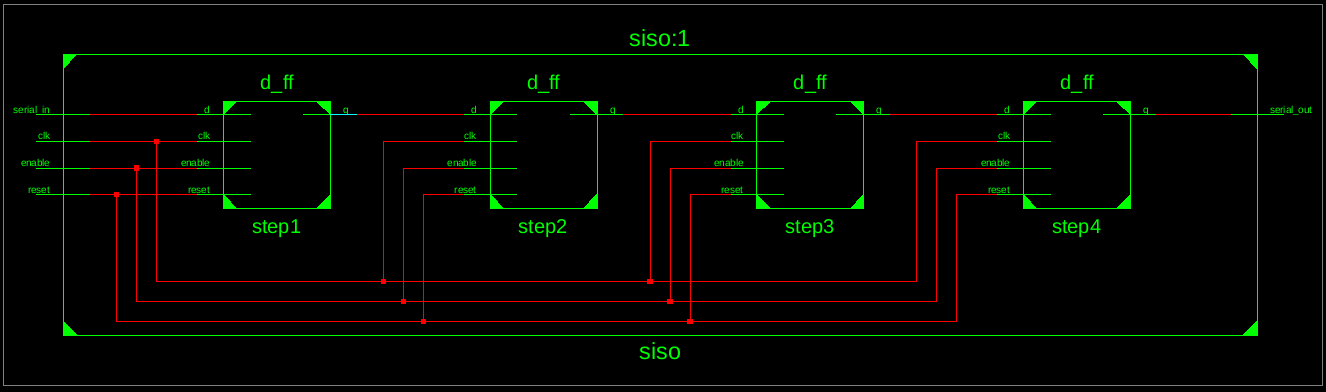 siso:1
d_ff d_ff d_ff d_ff
serial_in d q d q d q d q serial_out
clk clk clk clk clk
enable enable enable enable enable
reset reset reset reset reset
step1 step2 step3 step4
siso